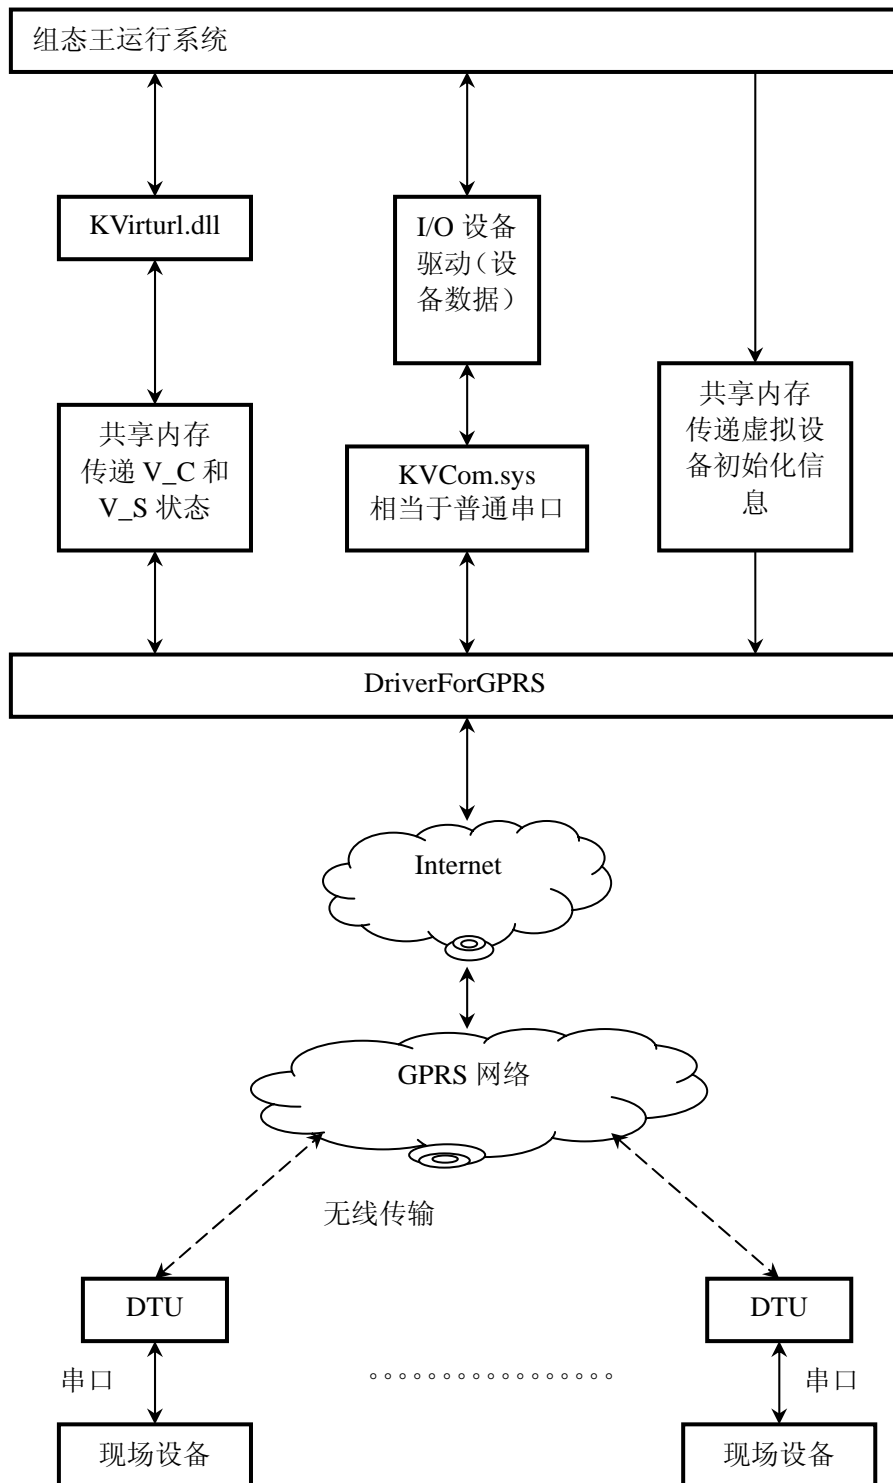 组态王运行系统
KVirturl.dll
I/O 设备
驱动（设
备数据）
共享内存
传递 V_C 和
V_S 状态
KVCom.sys
相当于普通串口
共享内存
传递虚拟设
备初始化信
息
DriverForGPRS
Internet
GPRS 网络
无线传输
DTU
DTU
串口
。。。。。。。。。。。。。。。。。
串口
现场设备
现场设备